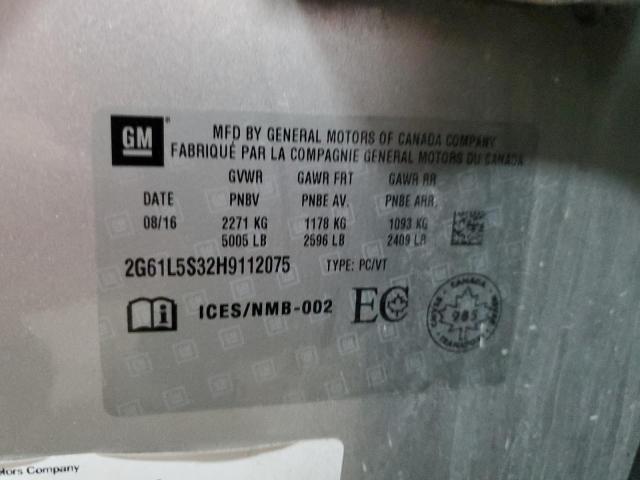 GM
MFD BY GENERAL MOTORS OF CANADA COMPANY
FABRIQUÉ PAR LA COMPAGNIE GENERAL MOTORS DU CANADA
GVWR GAWR FRT GAWR RR
DATE PNBV PNBE AV. PNBE ARR.
08/16 2271 KG 1178 KG 1093 KG
5005 LB 2596 LB 2409 LB
2G61L5S32H9112075 TYPE: PC/VT
ICES/NMB-002 EC
CANADA
985
TRANSPORT
Motors Company